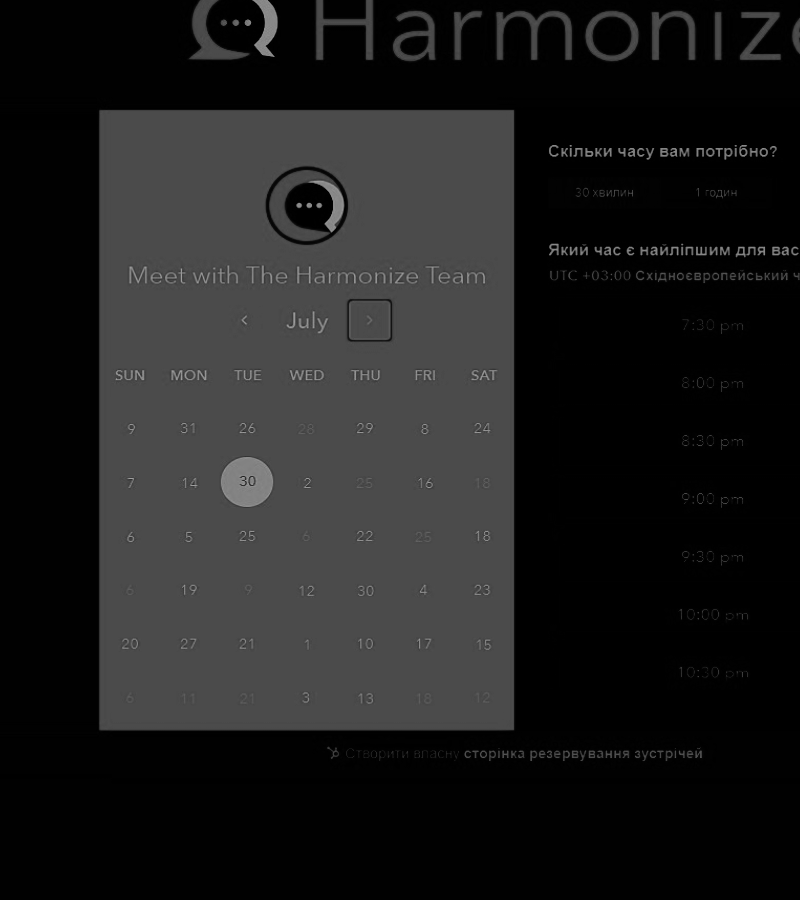 Harmonize
Meet with The Harmonize Team
July
SUN MON TUE WED THU FRI SAT
9 31 26 28 29 8 24
7 14 30 2 25 16 18
6 5 25 6 22 25 18
6 19 9 12 30 4 23
20 27 21 1 10 17 15
6 11 21 3 13 18 12
Скільки часу вам потрібно?
30 хвилин 1 годин
Який час є найліпшим для вас
UTC +03:00 Східноєвропейський ч
7:30 pm
8:00 pm
8:30 pm
9:00 pm
9:30 pm
10:00 pm
10:30 pm
Створити власну сторінка резервування зустрічей